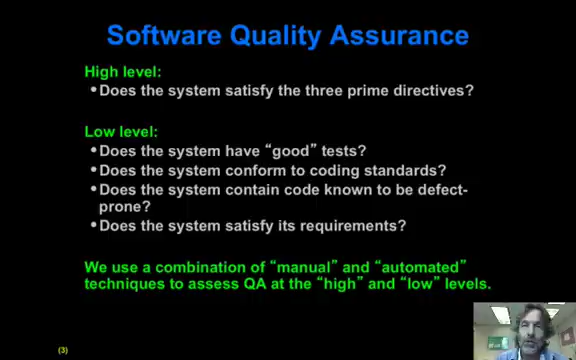 Software Quality Assurance
High level:
•Does the system satisfy the three prime directives?
Low level:
•Does the system have “good” tests?
•Does the system conform to coding standards?
•Does the system contain code known to be defect-
prone?
•Does the system satisfy its requirements?
We use a combination of “manual” and “automated”
techniques to assess QA at the “high” and “low” levels.
(3)